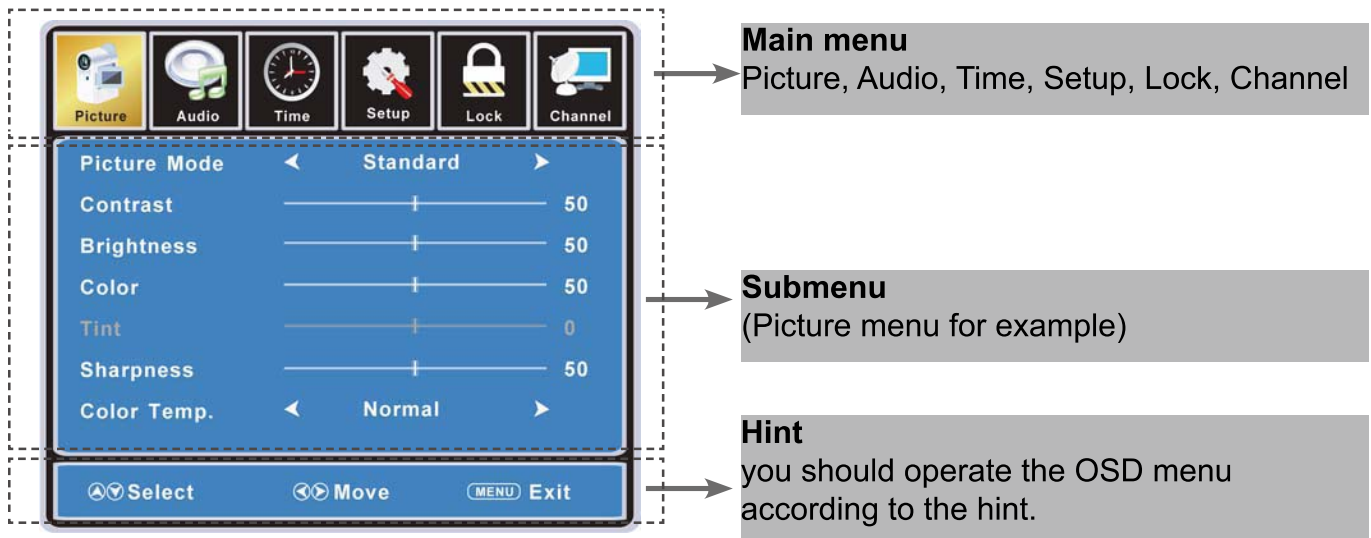 Picture Audio Time Setup Lock Channel
Picture Mode Standard
Contrast 50
Brightness 50
Color 50
Tint 0
Sharpness 50
Color Temp. Normal
Select Move MENU Exit
Main menu
Picture, Audio, Time, Setup, Lock, Channel
Submenu
(Picture menu for example)
Hint
you should operate the OSD menu
according to the hint.